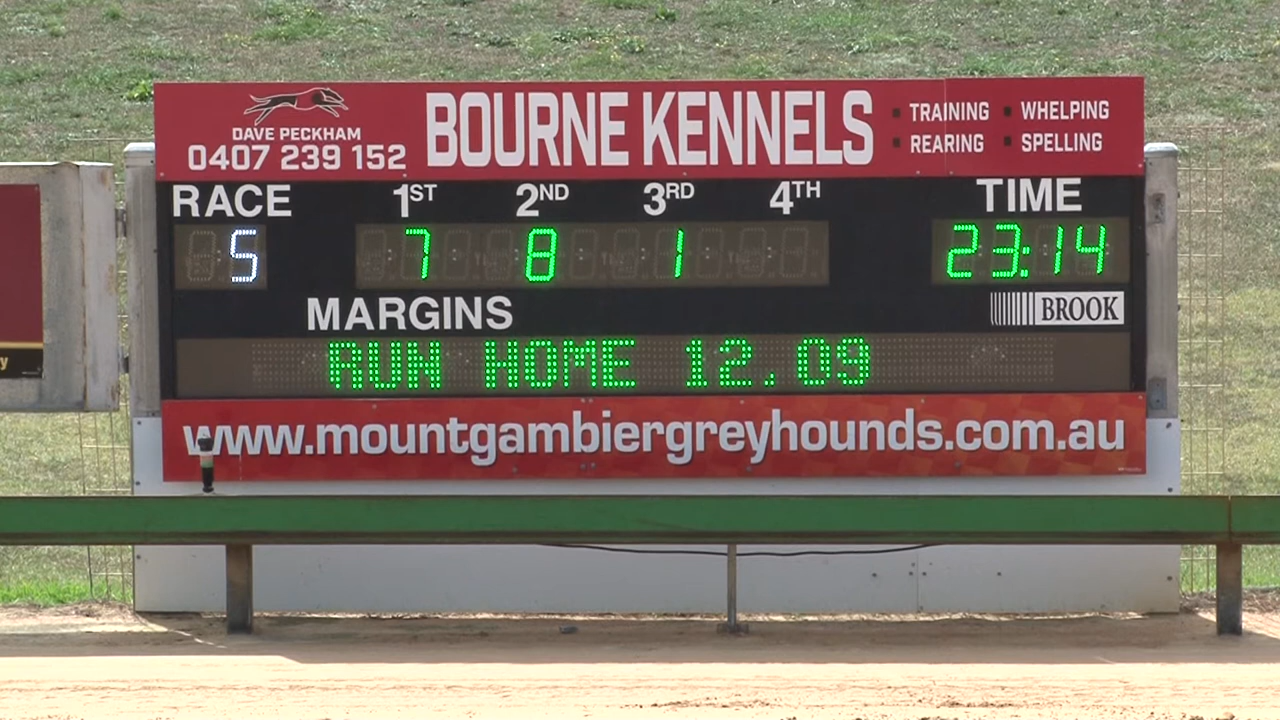 DAVE PECKHAM
0407 239 152
BOURNE KENNELS
▪ TRAINING ▪ WHELPING
▪ REARING ▪ SPELLING
RACE 1ST 2ND 3RD 4TH TIME
5 7 8 1 23:14
MARGINS
BROOK
RUN HOME 12.09
www.mountgambiergreyhounds.com.au
y